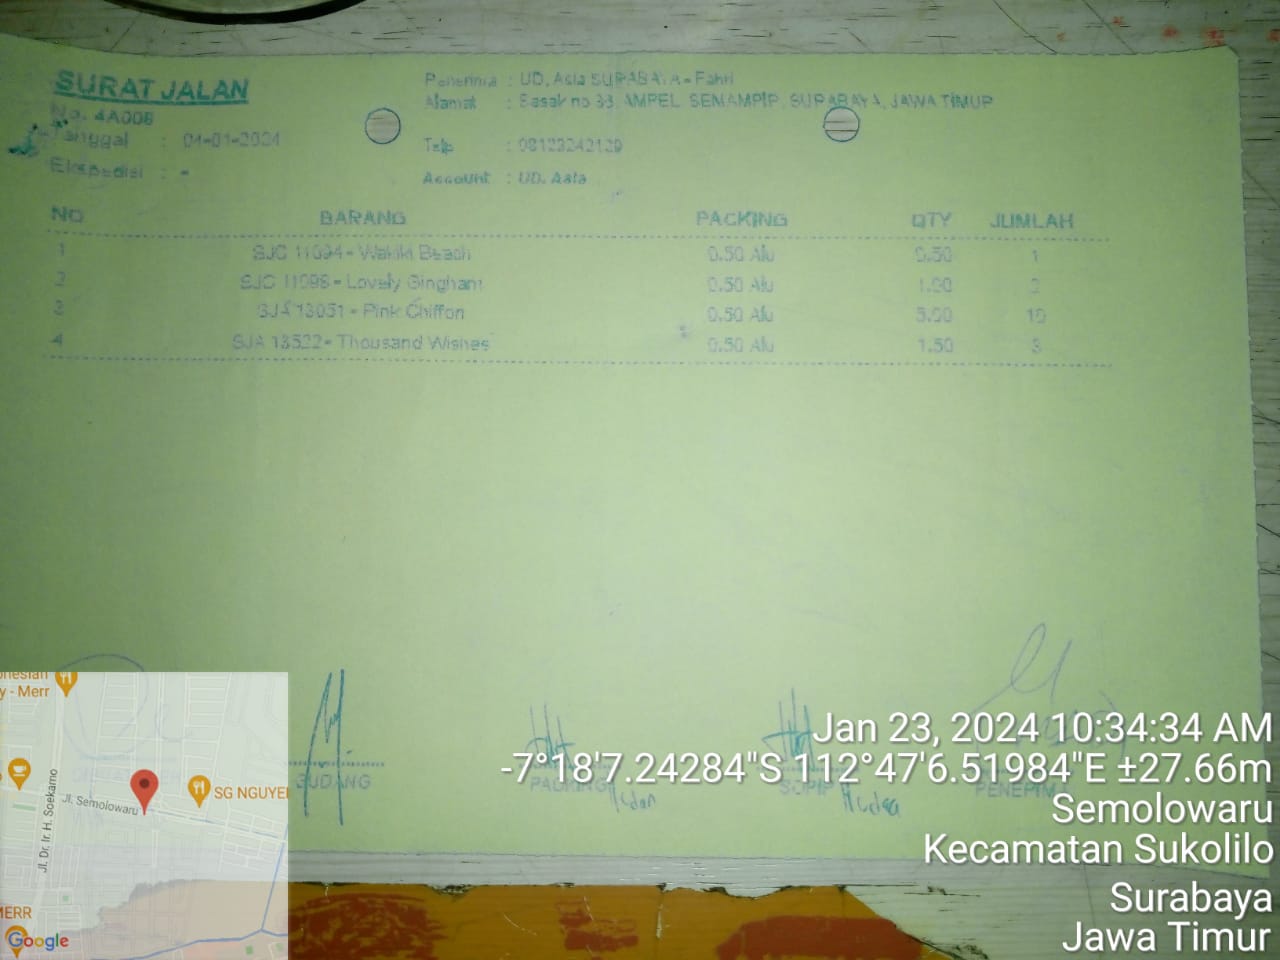 SURAT JALAN
No. 4A008
Tanggal : 04-01-2024
Ekspedisi : -
Penerima : UD. Asia SURABAYA - Fahri
Alamat : Sasak no 33, AMPEL, SEMAMPIR, SURABAYA, JAWA TIMUR
Telp : 08123242129
Account : UD. Asia
NO BARANG PACKING QTY JUMLAH
1 SJC 11094 - Waikiki Beach 0.50 Alu 0.50 1
2 SJC 11098 - Lovely Gingham 0.50 Alu 1.00 2
3 SJA 13051 - Pink Chiffon 0.50 Alu 5.00 10
4 SJA 13522 - Thousand Wishes 0.50 Alu 1.50 3
GUDANG
PACKING
SOPIR
PENERIMA
Jan 23, 2024 10:34:34 AM
-7°18'7.24284"S 112°47'6.51984"E ±27.66m
Semolowaru
Kecamatan Sukolilo
Surabaya
Jawa Timur
y - Merr
SG NGUYE
Jl. Semolowaru
Jl. Dr. Ir. H. Soekarno
MERR
Google